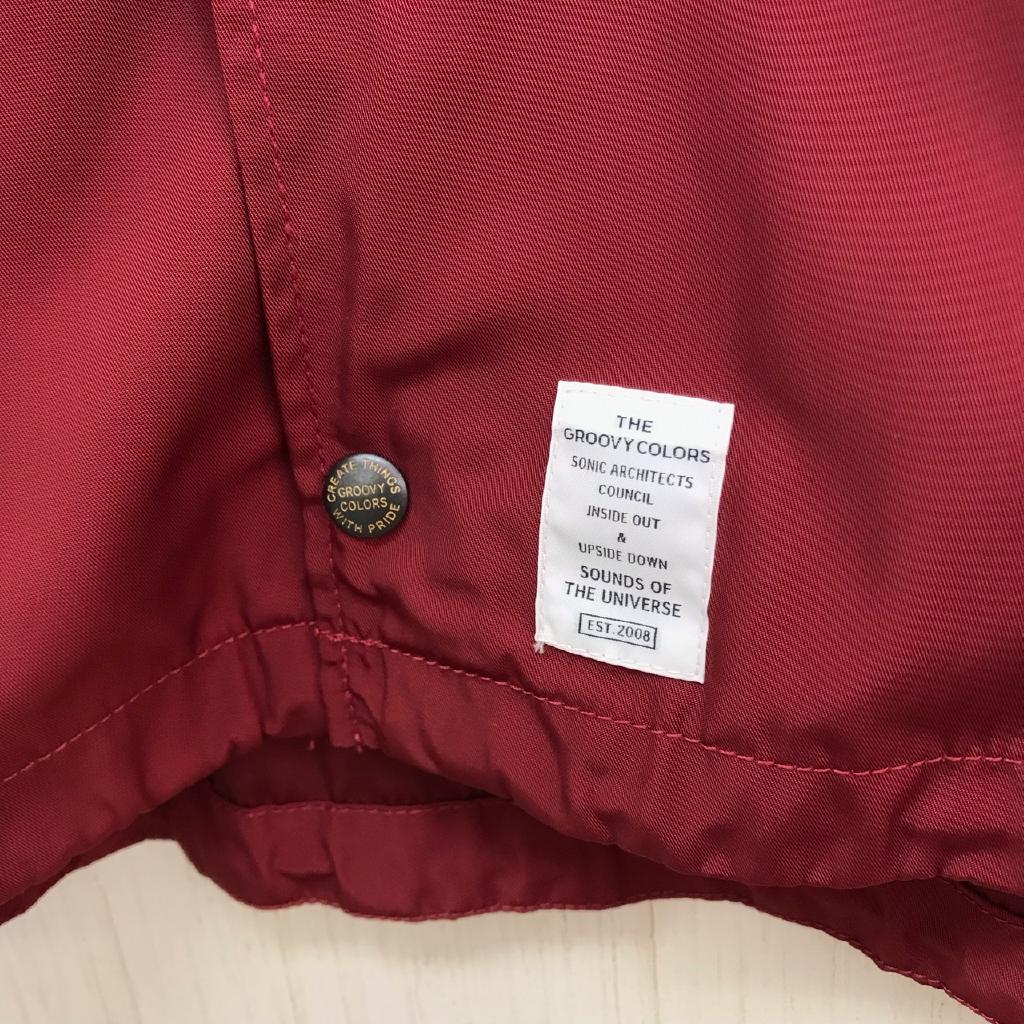 CREATE THINGS
GROOVY
COLORS
WITH PRIDE
THE
GROOVY COLORS
SONIC ARCHITECTS
COUNCIL
INSIDE OUT
&
UPSIDE DOWN
SOUNDS OF
THE UNIVERSE
EST.2008